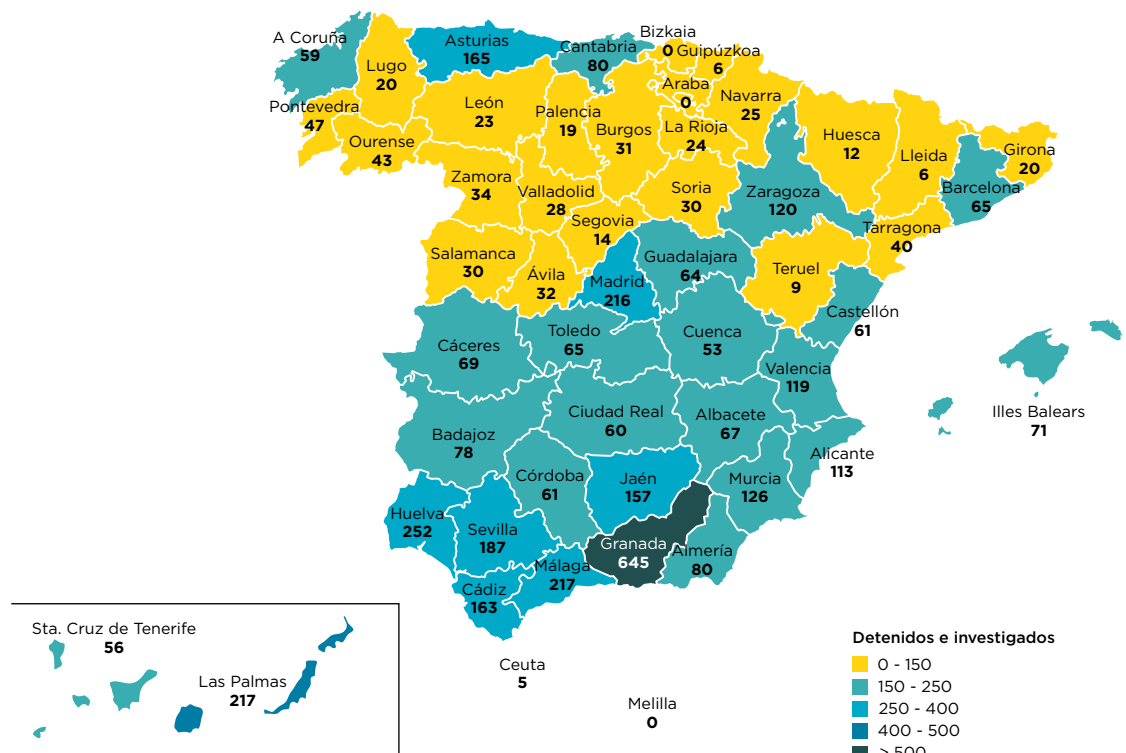 Bizkaia
0
A Coruña
59
Asturias
165
Cantabria
80
Guipúzkoa
6
Lugo
20
Araba
0
Navarra
25
Pontevedra
47
León
23
Palencia
19
Burgos
31
La Rioja
24
Huesca
12
Lleida
6
Girona
20
Ourense
43
Zamora
34
Valladolid
28
Soria
30
Zaragoza
120
Barcelona
65
Segovia
14
Tarragona
40
Salamanca
30
Ávila
32
Madrid
216
Guadalajara
64
Teruel
9
Castellón
61
Cáceres
69
Toledo
65
Cuenca
53
Valencia
119
Illes Balears
71
Badajoz
78
Ciudad Real
60
Albacete
67
Alicante
113
Córdoba
61
Jaén
157
Murcia
126
Huelva
252
Sevilla
187
Granada
645
Almería
80
Málaga
217
Cádiz
163
Sta. Cruz de Tenerife
56
Las Palmas
217
Ceuta
5
Melilla
0
Detenidos e investigados
0 - 150
150 - 250
250 - 400
400 - 500
> 500